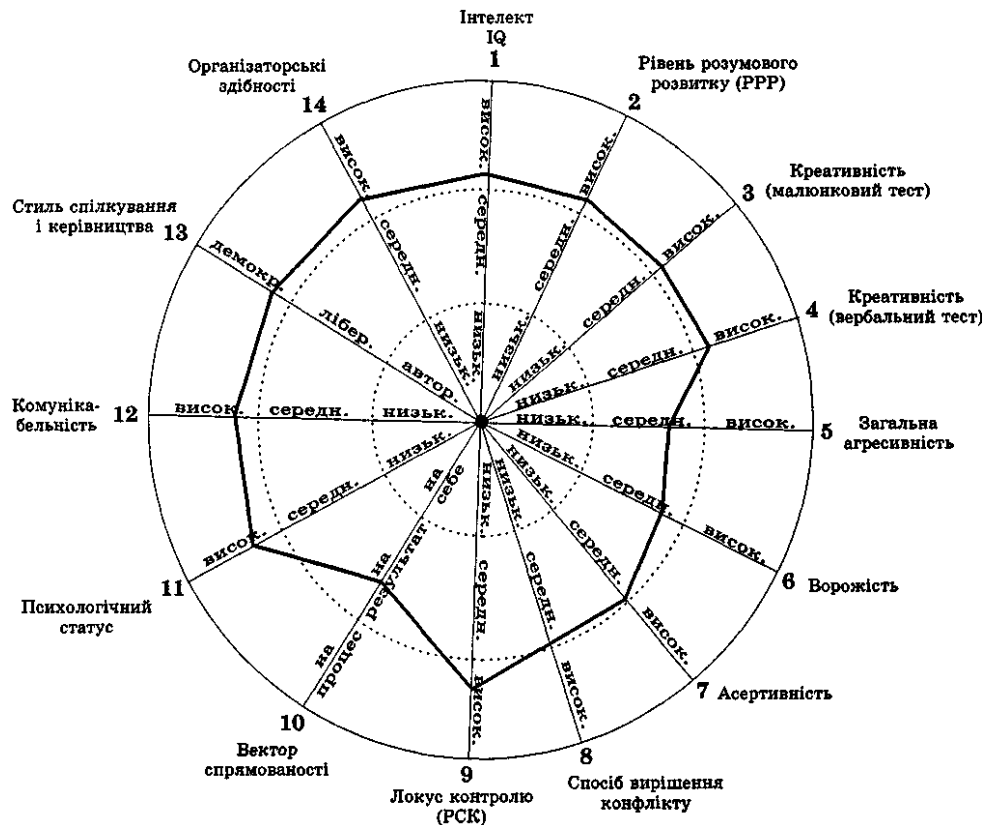 Інтелект
IQ
1
Рівень розумового
розвитку (РРР)
2
Креативність
(малюнковий тест)
3
Креативність
(вербальний тест)
4
Загальна
агресивність
5
Ворожість
6
Асертивність
7
Спосіб вирішення
конфлікту
8
Локус контролю
(РСК)
9
Вектор
спрямованості
10
Психологічний
статус
11
Комуніка-
бельність
12
Стиль спілкування
і керівництва
13
Організаторські
здібності
14
висок. середн. низьк.
висок. середн. низьк.
висок. середн. низьк.
висок. середн. низьк.
низьк. середн. висок.
низьк. середн. висок.
низьк. середн. висок.
низьк. середн. висок.
низьк. середн. висок.
на себе
на результат
на процес
висок. середн. низьк.
висок. середн. низьк.
демокр. лібер. автор.
висок. середн. низьк.